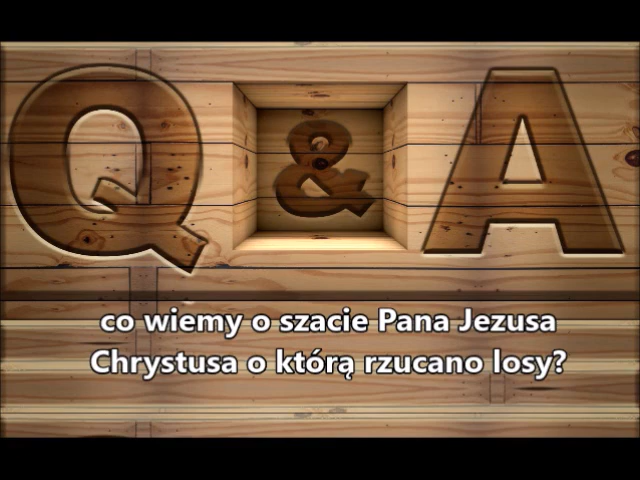 Q & A
co wiemy o szacie Pana Jezusa
Chrystusa o którą rzucano losy?